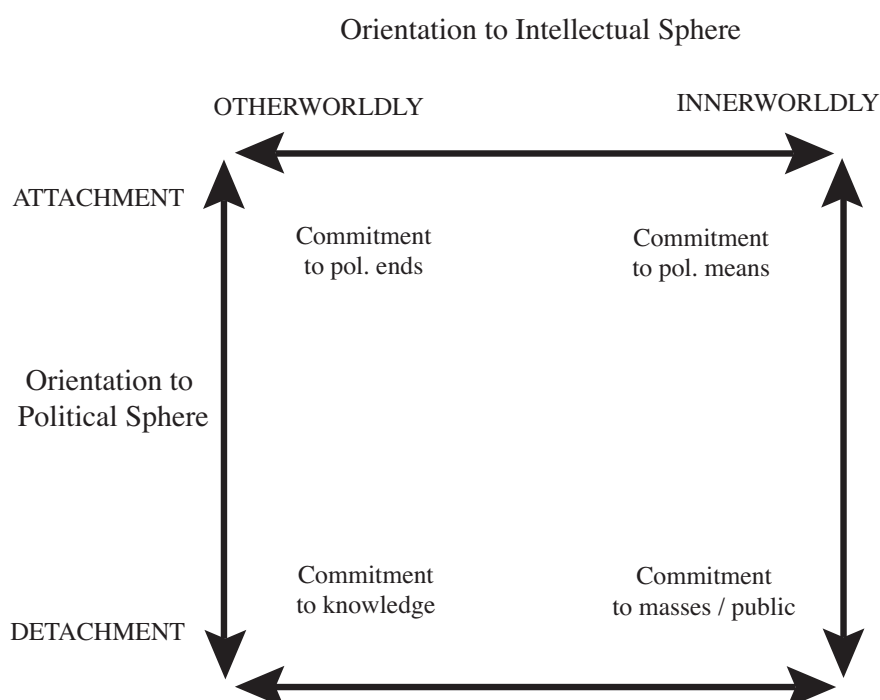 Orientation to Intellectual Sphere
OTHERWORLDLY
INNERWORLDLY
ATTACHMENT
Commitment
to pol. ends
Commitment
to pol. means
Orientation to
Political Sphere
Commitment
to knowledge
Commitment
to masses / public
DETACHMENT